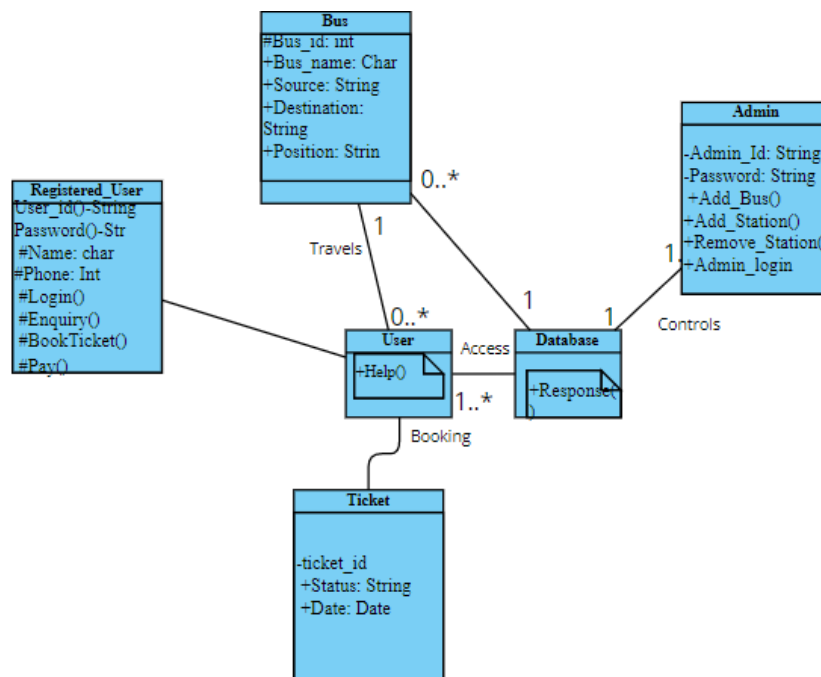 Bus
#Bus_id: int
+Bus_name: Char
+Source: String
+Destination:
String
+Position: Strin
Admin
-Admin_Id: String
-Password: String
+Add_Bus()
+Add_Station()
+Remove_Station(
+Admin_login
Registered_User
User_id()-String
Password()-Str
#Name: char
#Phone: Int
#Login()
#Enquiry()
#BookTicket()
#Pay()
0..*
1
Travels
0..*
1
1
1.
Controls
User
+Help()
Access
1..*
Database
+Response(
)
Booking
Ticket
-ticket_id
+Status: String
+Date: Date